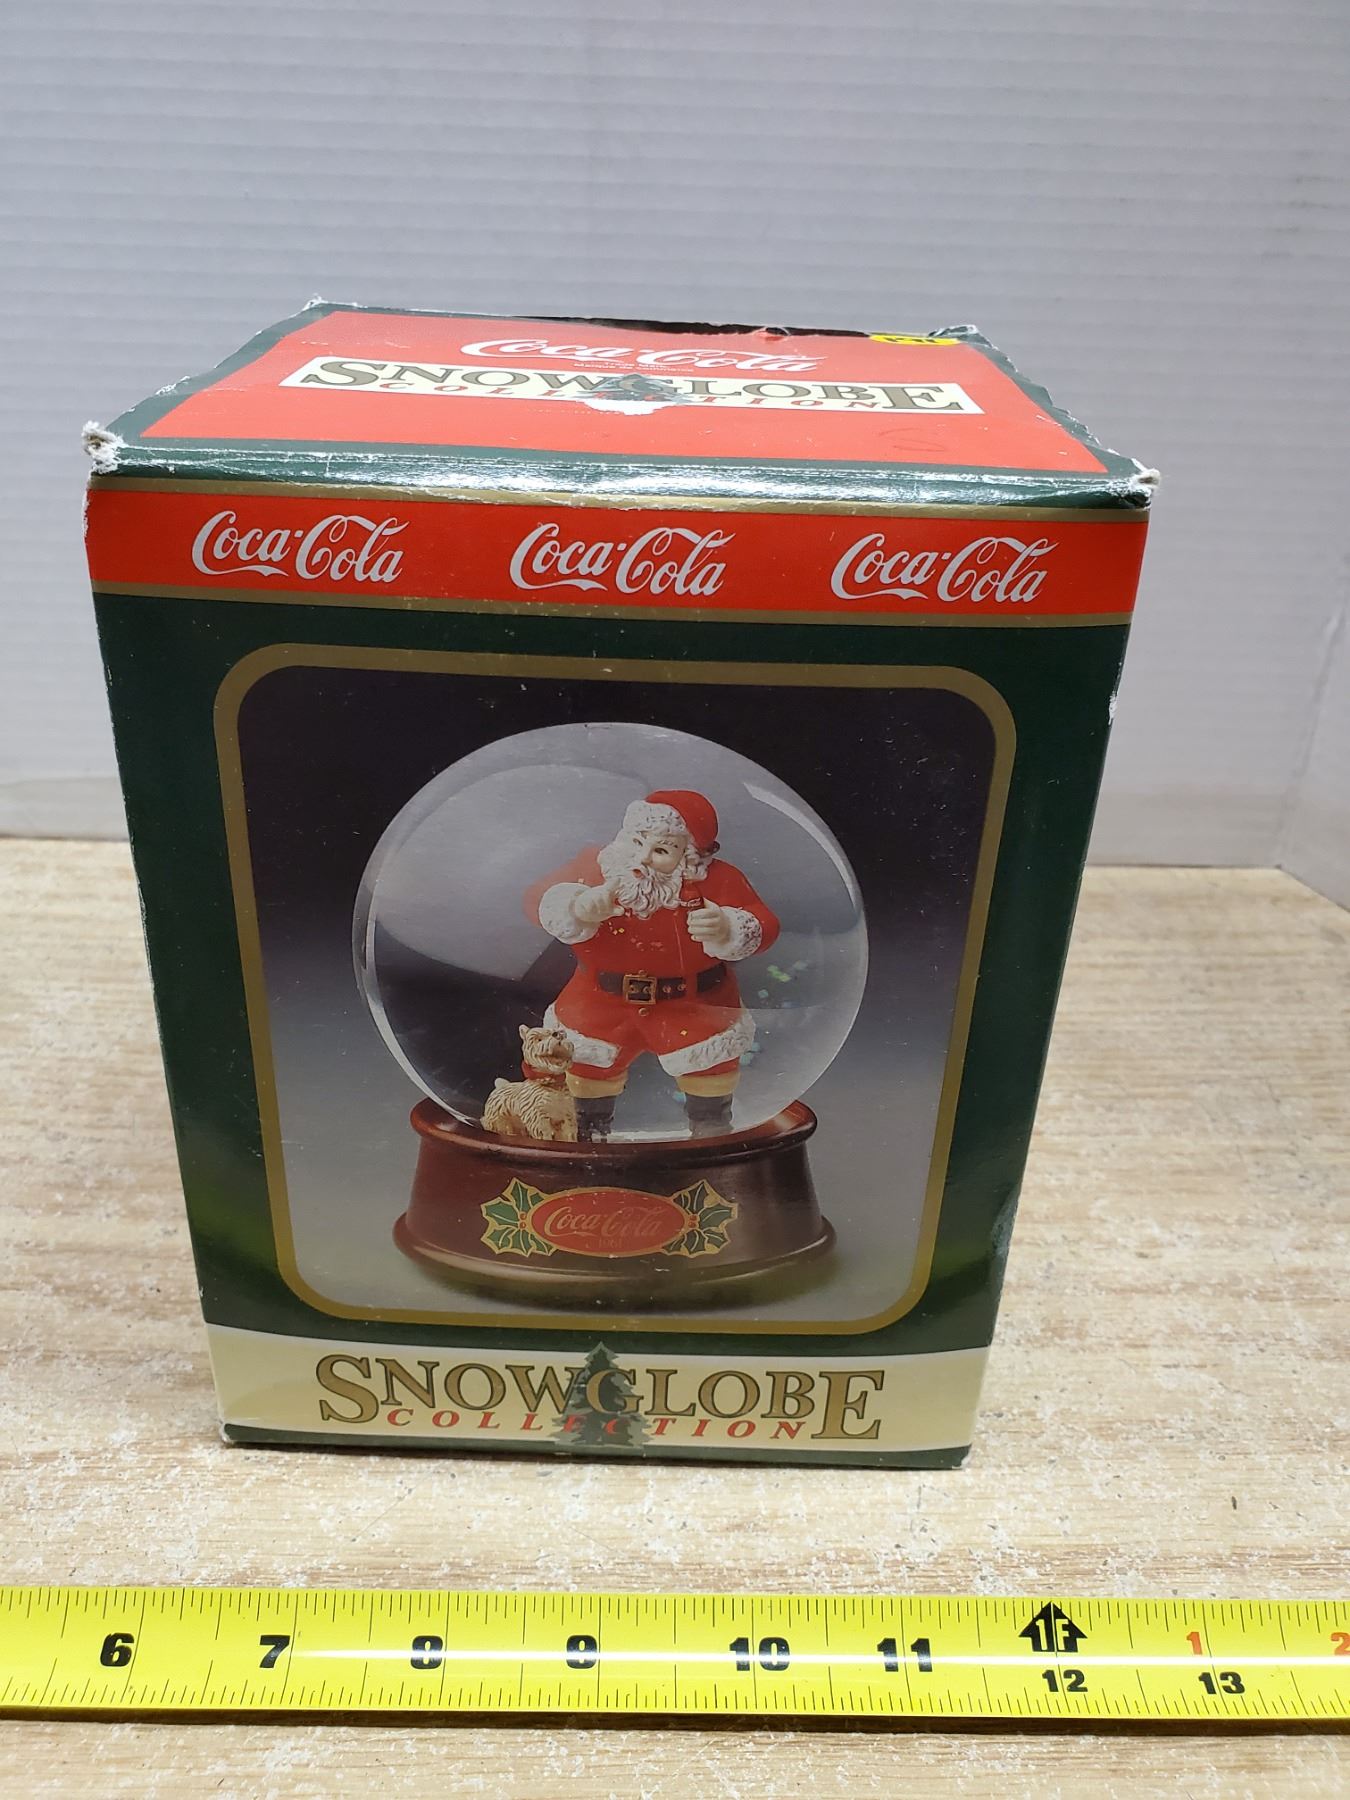 Coca-Cola
SNOWGLOBE
COLLECTION
Coca-Cola Coca-Cola Coca-Cola
Coca-Cola
1961
SNOWGLOBE
COLLECTION
6 7 8 9 10 11 1F 1 2
12 13